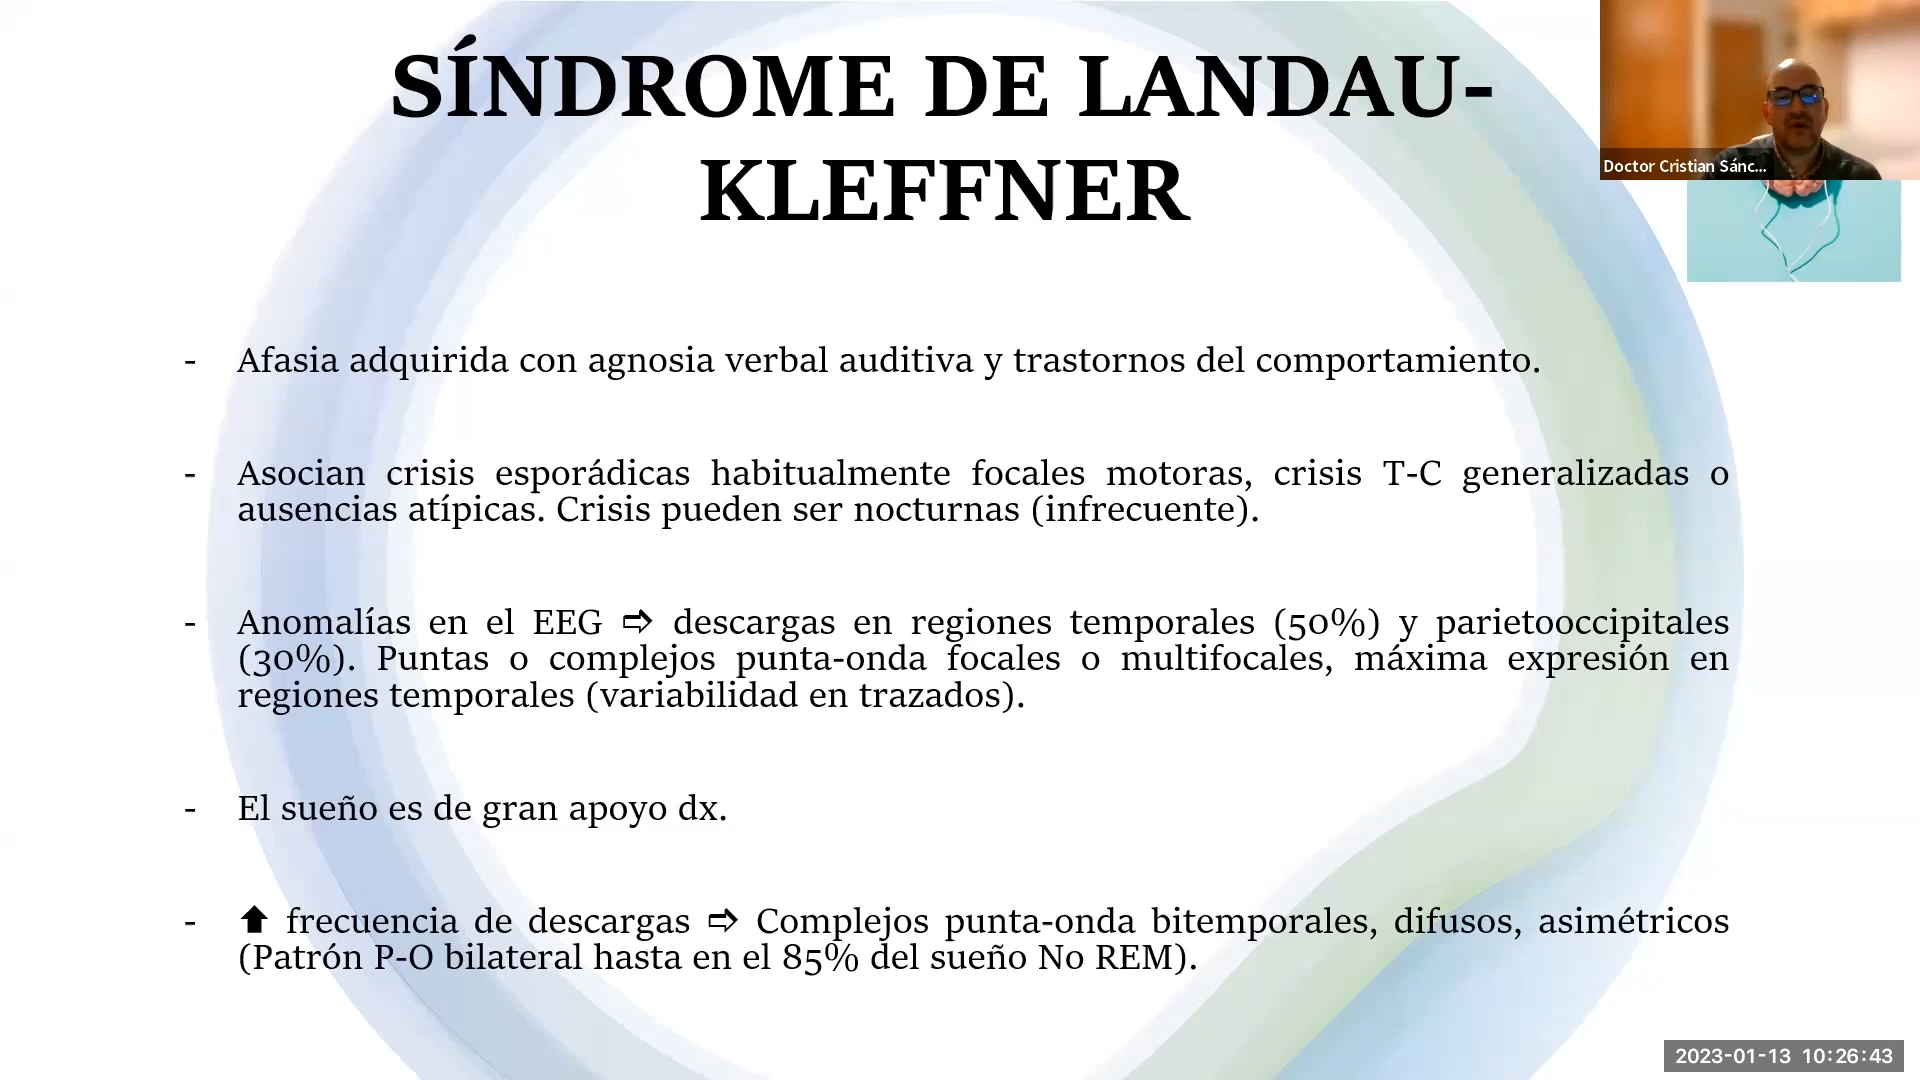 SÍNDROME DE LANDAU-
KLEFFNER
Doctor Cristian Sánc...
- Afasia adquirida con agnosia verbal auditiva y trastornos del comportamiento.
- Asocian crisis esporádicas habitualmente focales motoras, crisis T-C generalizadas o
ausencias atípicas. Crisis pueden ser nocturnas (infrecuente).
- Anomalías en el EEG ⇨ descargas en regiones temporales (50%) y parietooccipitales
(30%). Puntas o complejos punta-onda focales o multifocales, máxima expresión en
regiones temporales (variabilidad en trazados).
- El sueño es de gran apoyo dx.
- ⬆ frecuencia de descargas ⇨ Complejos punta-onda bitemporales, difusos, asimétricos
(Patrón P-O bilateral hasta en el 85% del sueño No REM).
2023-01-13 10:26:43